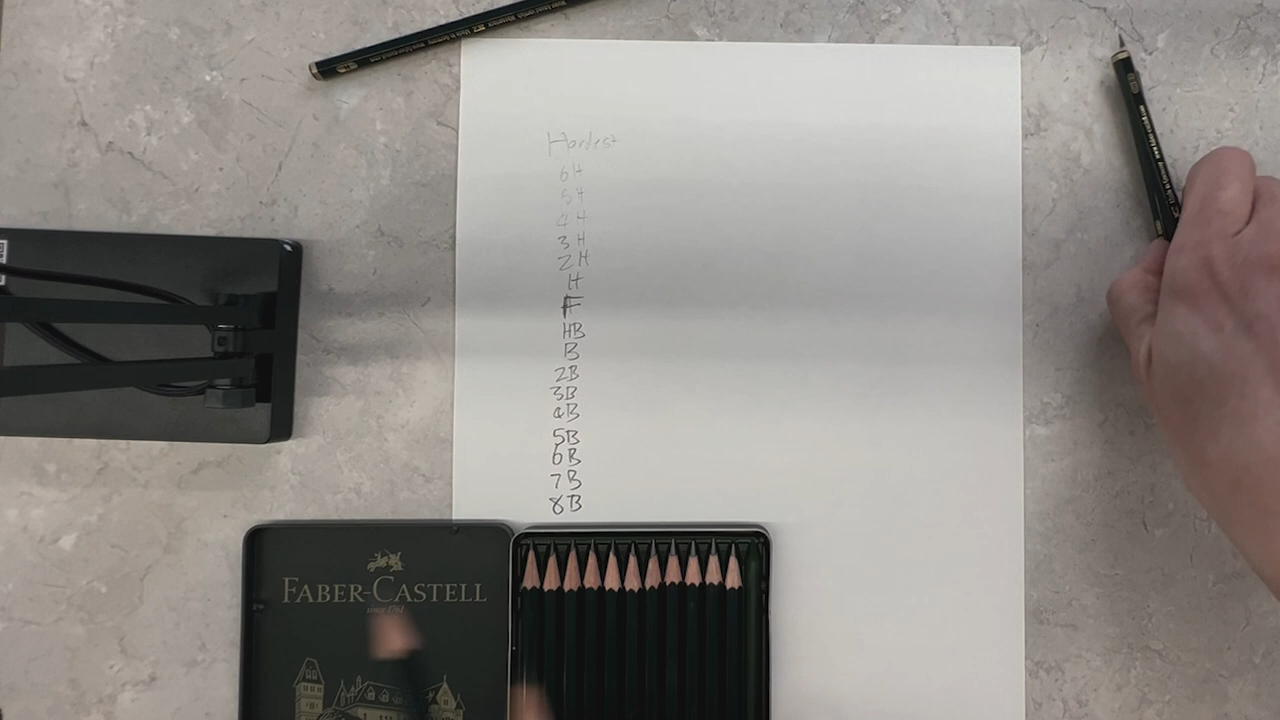 Hardest
6H
5H
4H
3H
2H
H
F
HB
B
2B
3B
4B
5B
6B
7B
8B
FABER-CASTELL
since 1761